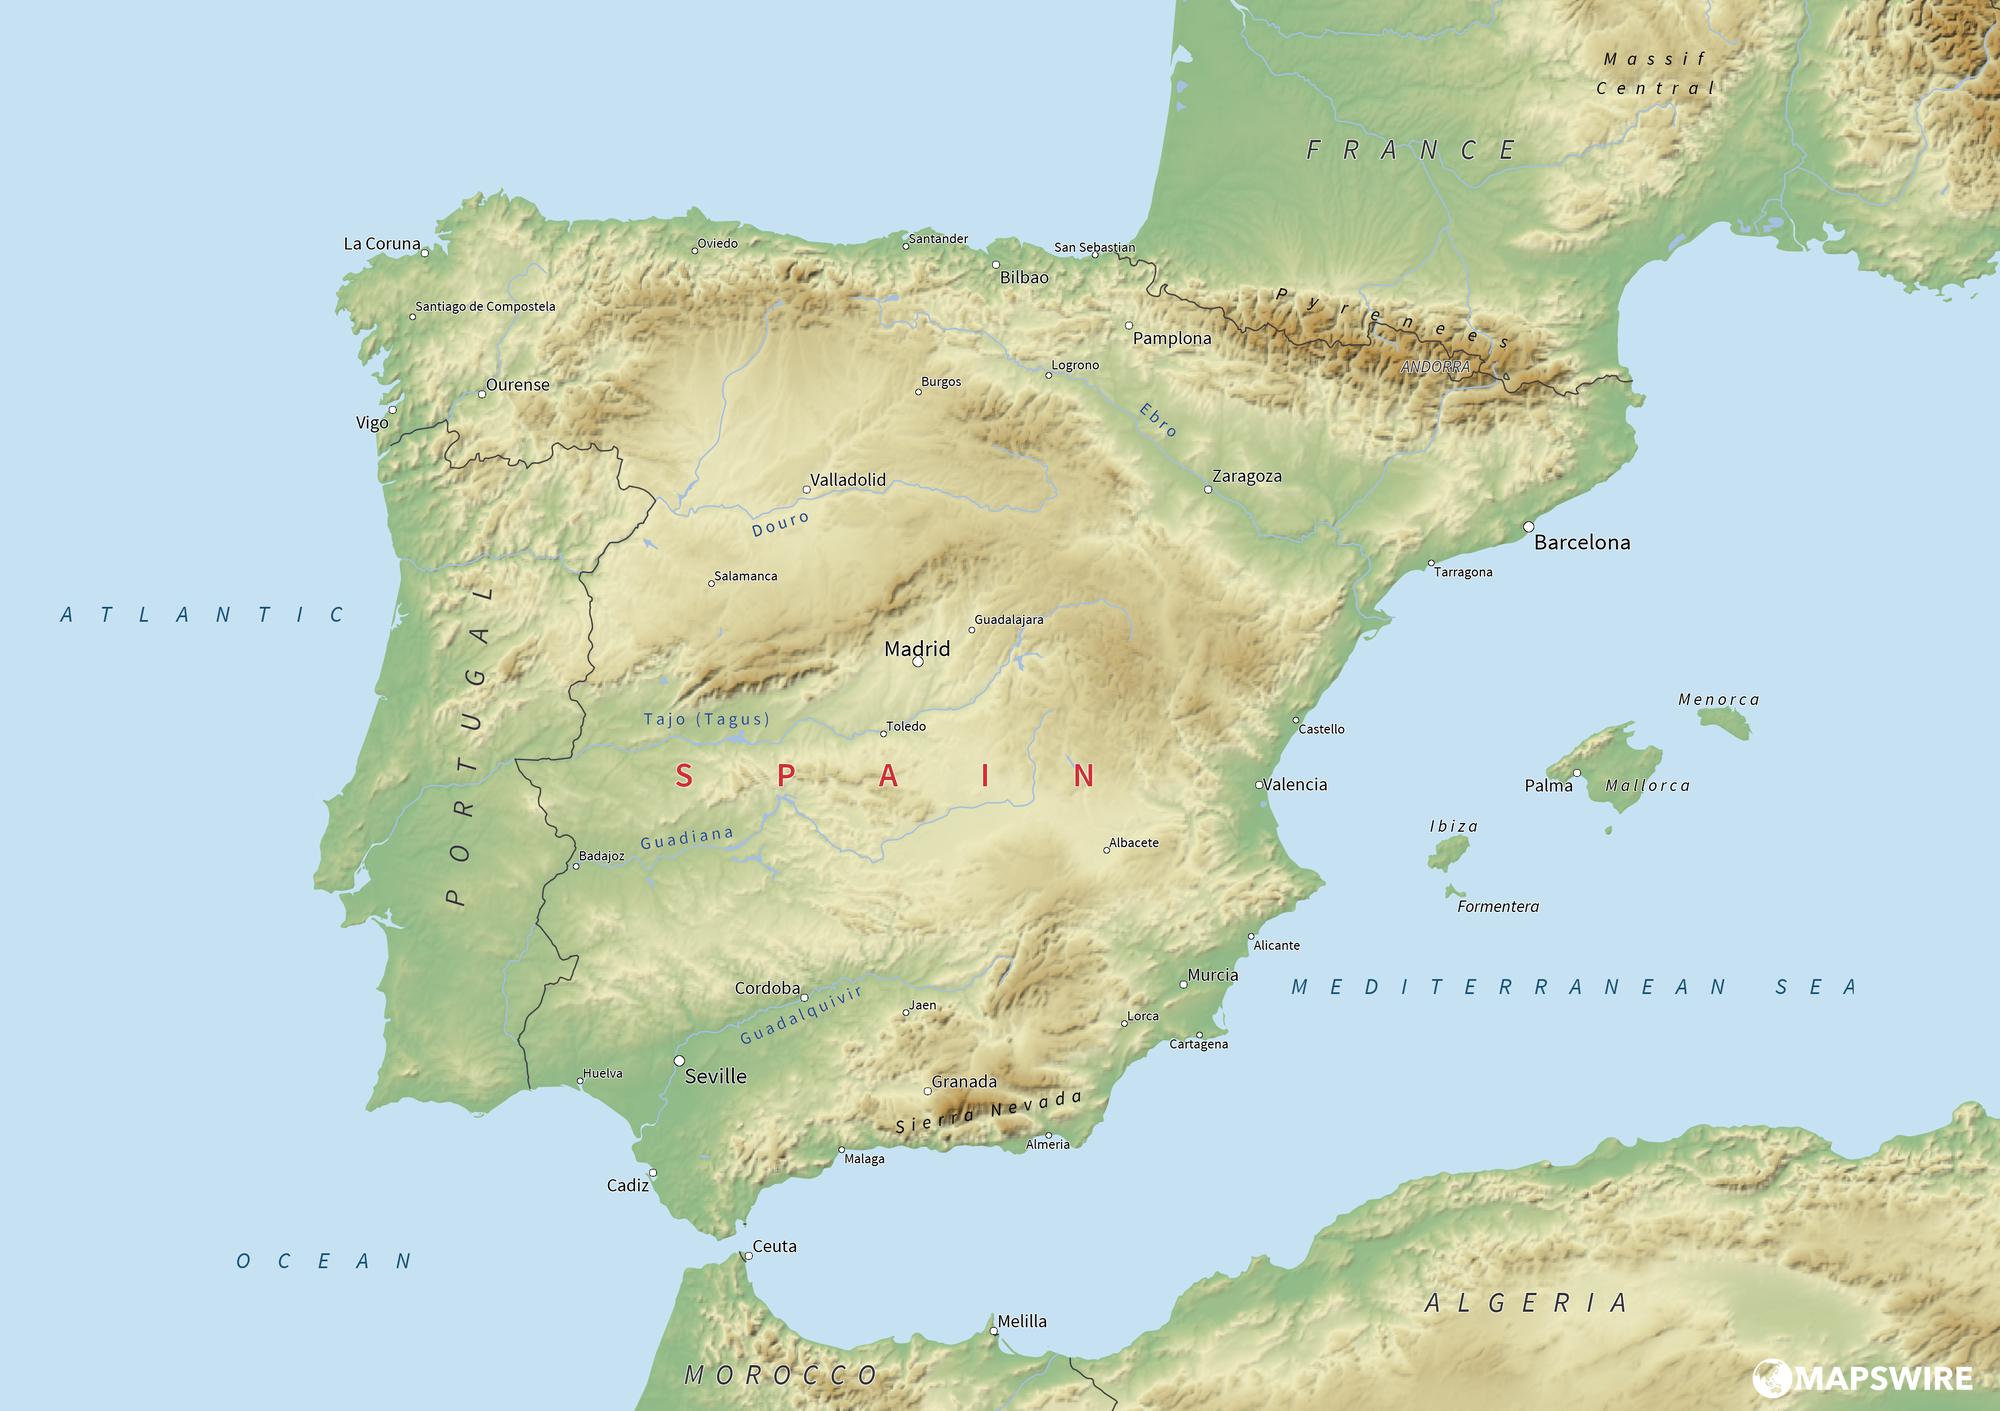 Massif
Central
FRANCE
La Coruna
Oviedo
Santander
San Sebastian
Bilbao
Santiago de Compostela
Pyrenees
Pamplona
ANDORRA
Logrono
Ourense
Burgos
Vigo
Ebro
Zaragoza
Valladolid
Douro
Barcelona
Tarragona
Salamanca
ATLANTIC
PORTUGAL
Guadalajara
Madrid
Menorca
Tajo (Tagus)
Toledo
Castello
SPAIN
Valencia
Palma
Mallorca
Ibiza
Guadiana
Albacete
Badajoz
Formentera
Alicante
Murcia
MEDITERRANEAN SEA
Cordoba
Guadalquivir
Jaen
Lorca
Cartagena
Huelva
Seville
Granada
Sierra Nevada
Almeria
Malaga
Cadiz
Ceuta
OCEAN
ALGERIA
Melilla
MOROCCO
MAPSWIRE